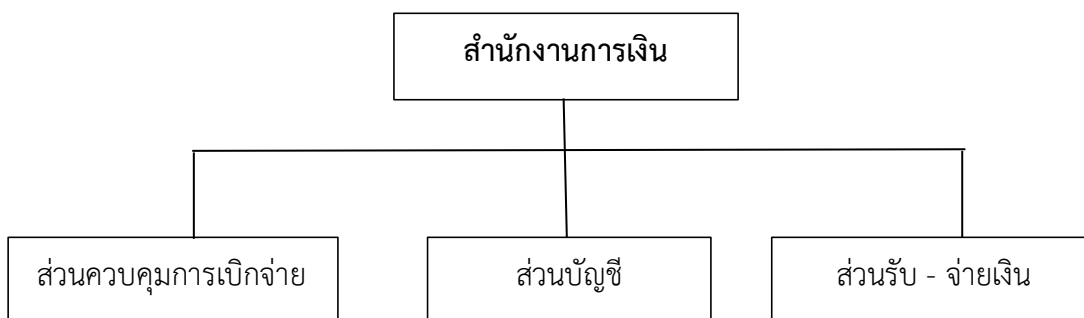 สำนักงานการเงิน
ส่วนควบคุมการเบิกจ่าย
ส่วนบัญชี
ส่วนรับ - จ่ายเงิน